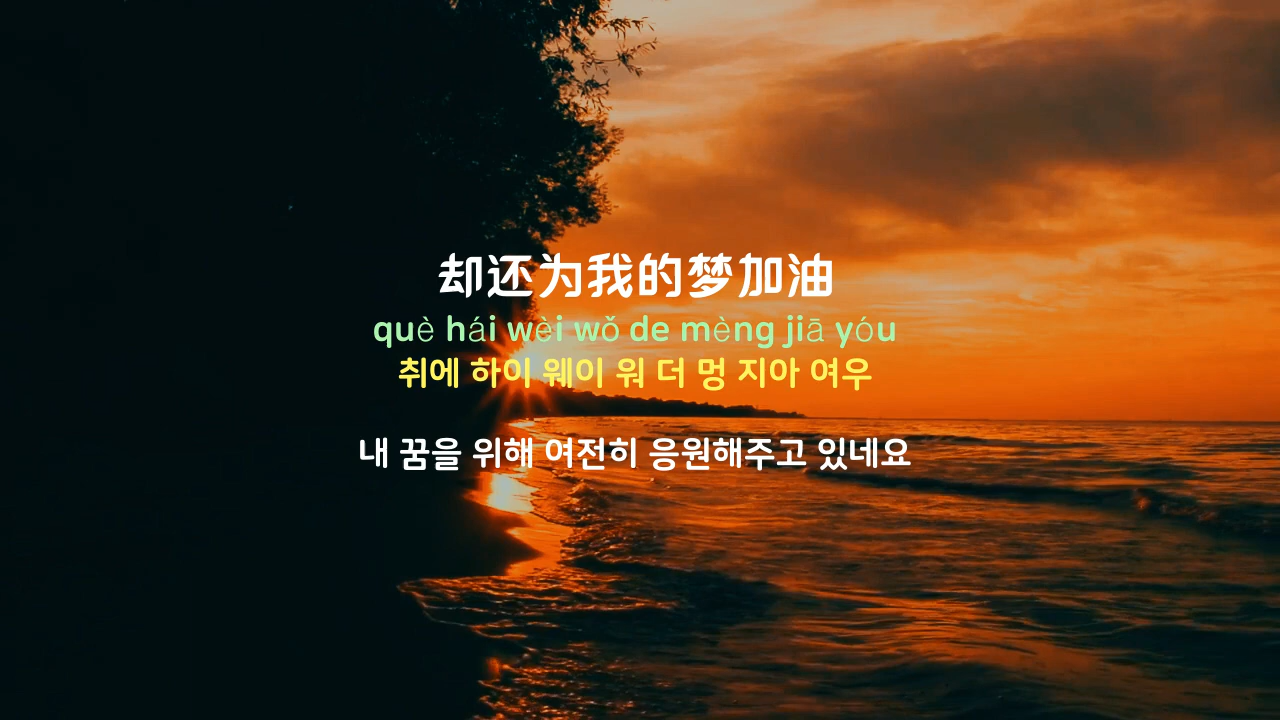 却还为我的梦加油
què hái wèi wǒ de mèng jiā yóu
취에 하이 웨이 워 더 멍 지아 여우
내 꿈을 위해 여전히 응원해주고 있네요